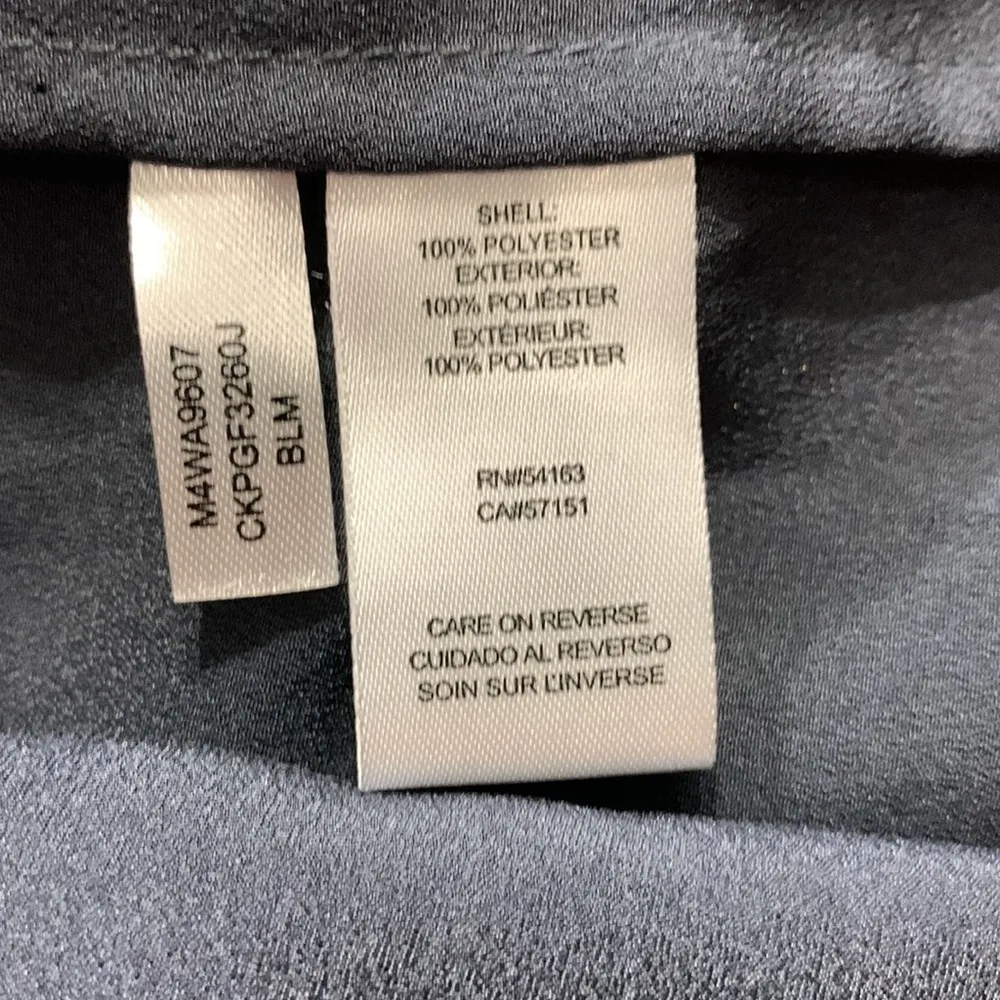 M4WA9607
CKPGF3260J
BLM
SHELL:
100% POLYESTER
EXTERIOR:
100% POLIÉSTER
EXTÉRIEUR:
100% POLYESTER
RN#54163
CA#57151
CARE ON REVERSE
CUIDADO AL REVERSO
SOIN SUR L'INVERSE